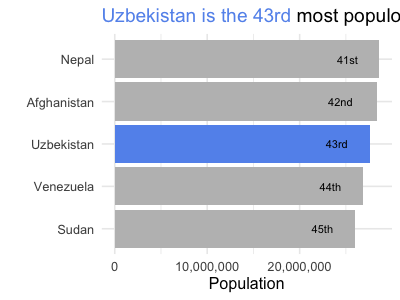 Uzbekistan is the 43rd most populo
Nepal 41st
Afghanistan 42nd
Uzbekistan 43rd
Venezuela 44th
Sudan 45th
0 10,000,000 20,000,000
Population